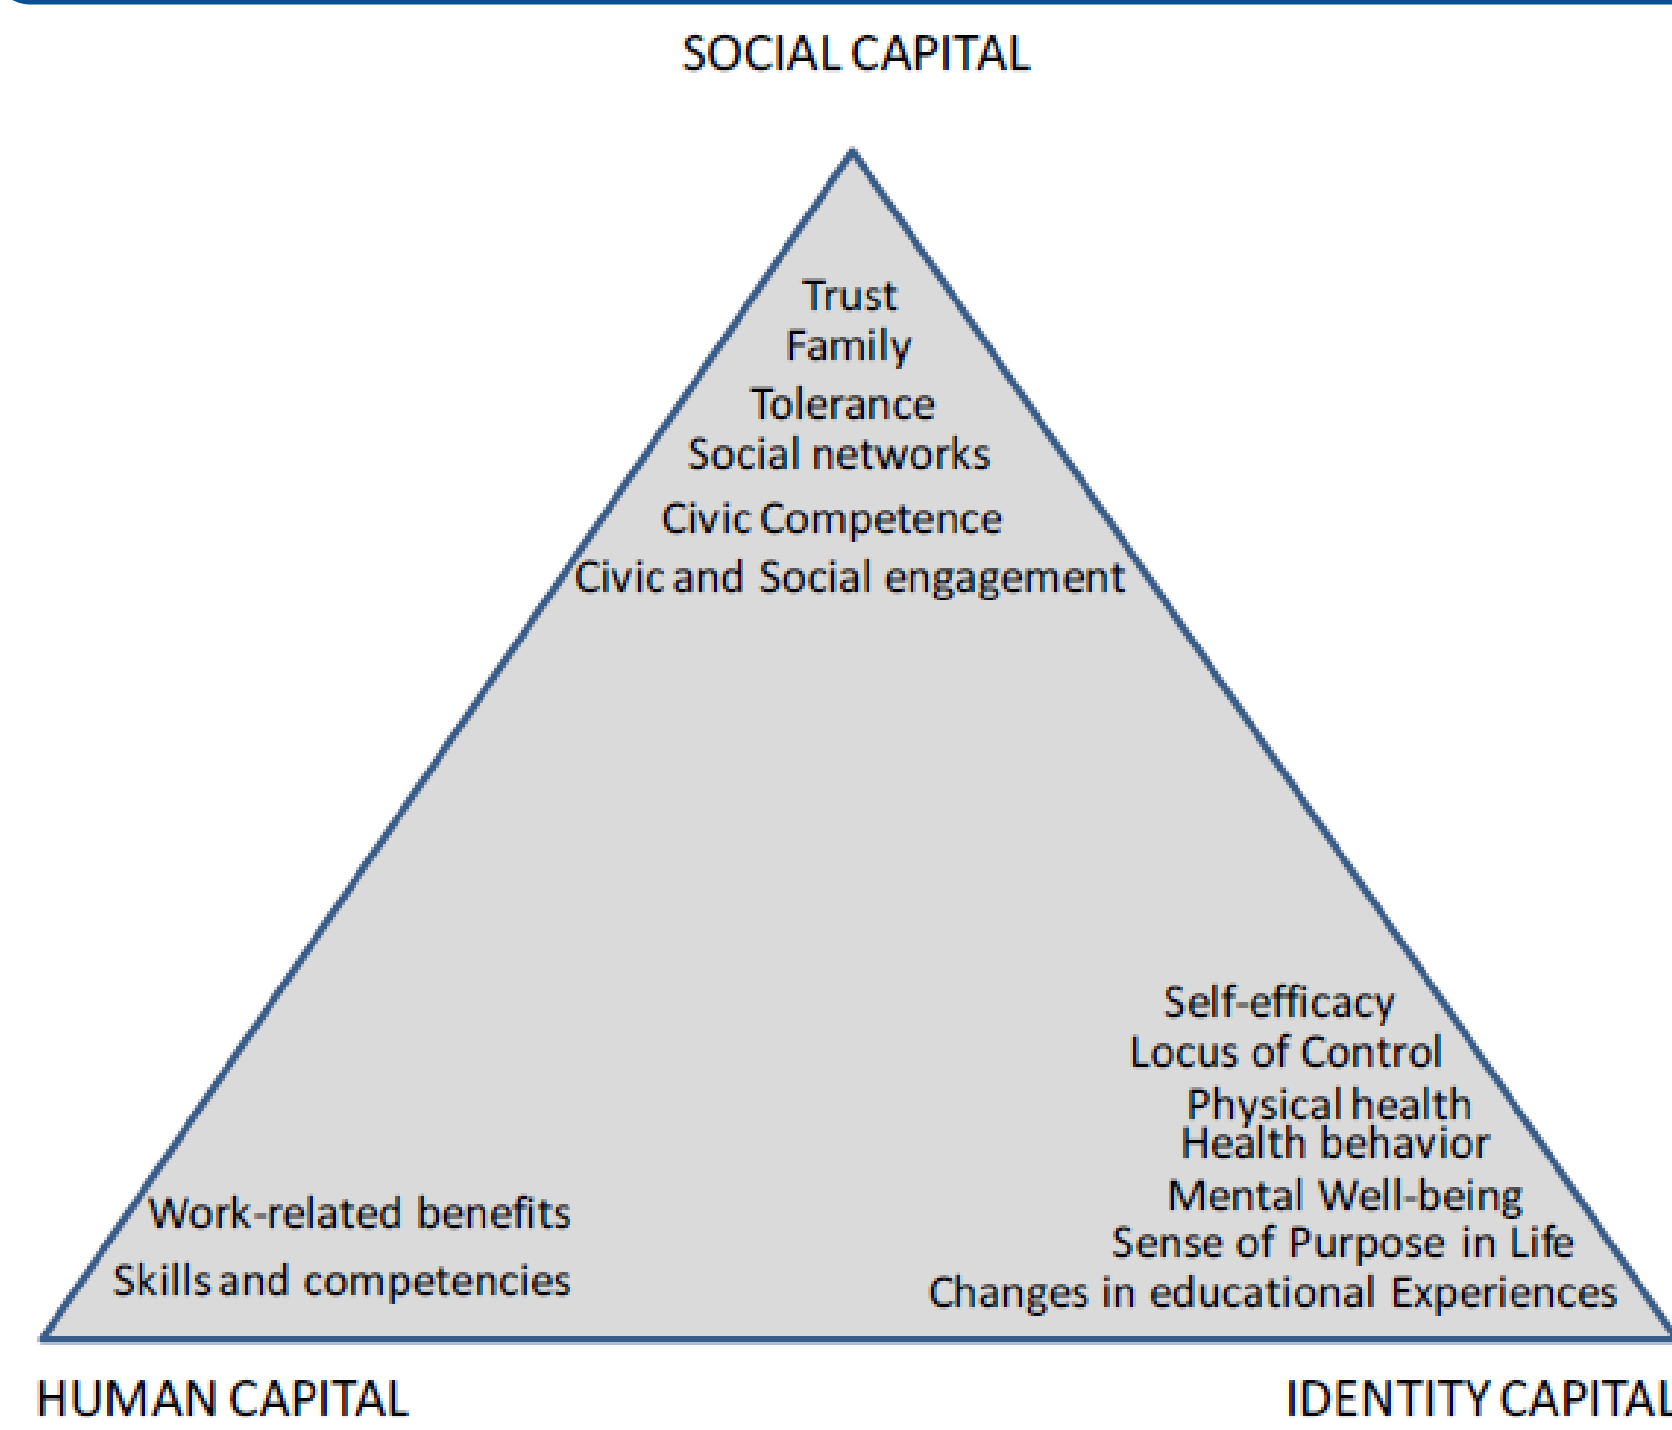 SOCIAL CAPITAL
Trust
Family
Tolerance
Social networks
Civic Competence
Civic and Social engagement
Self-efficacy
Locus of Control
Physical health
Health behavior
Mental Well-being
Sense of Purpose in Life
Changes in educational Experiences
Work-related benefits
Skills and competencies
HUMAN CAPITAL
IDENTITY CAPITAL